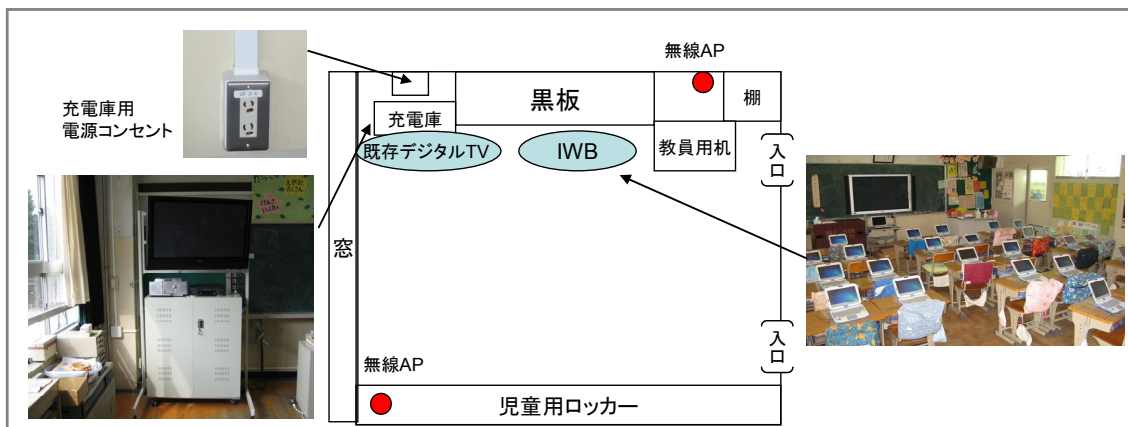 無線AP
充電庫用
電源コンセント
黒板
棚
充電庫
既存デジタルTV
IWB
教員用机
入口
窓
入口
無線AP
児童用ロッカー